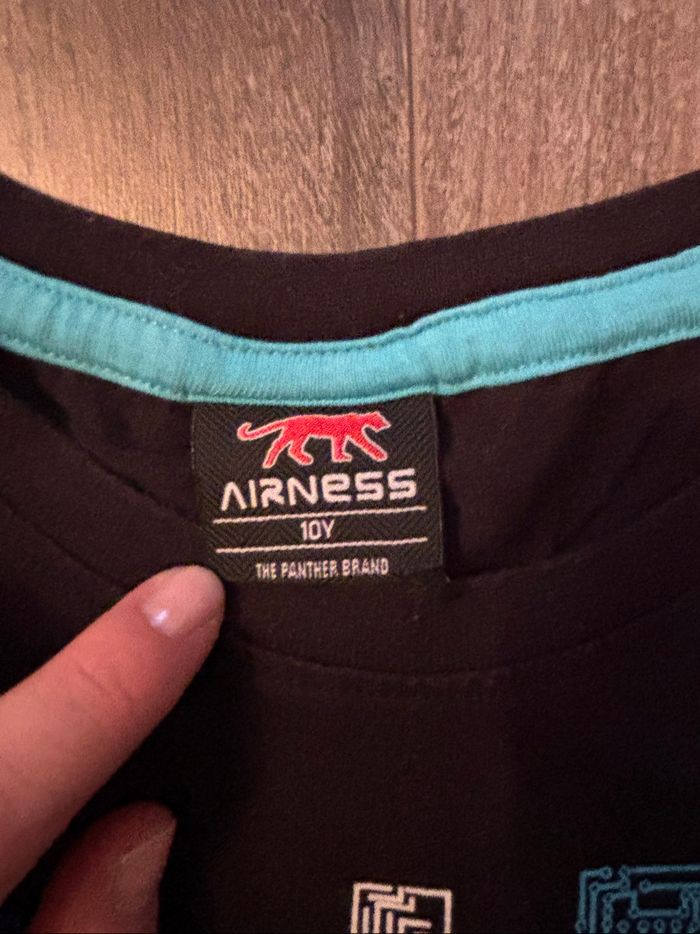 AIRNESS
10Y
THE PANTHER BRAND